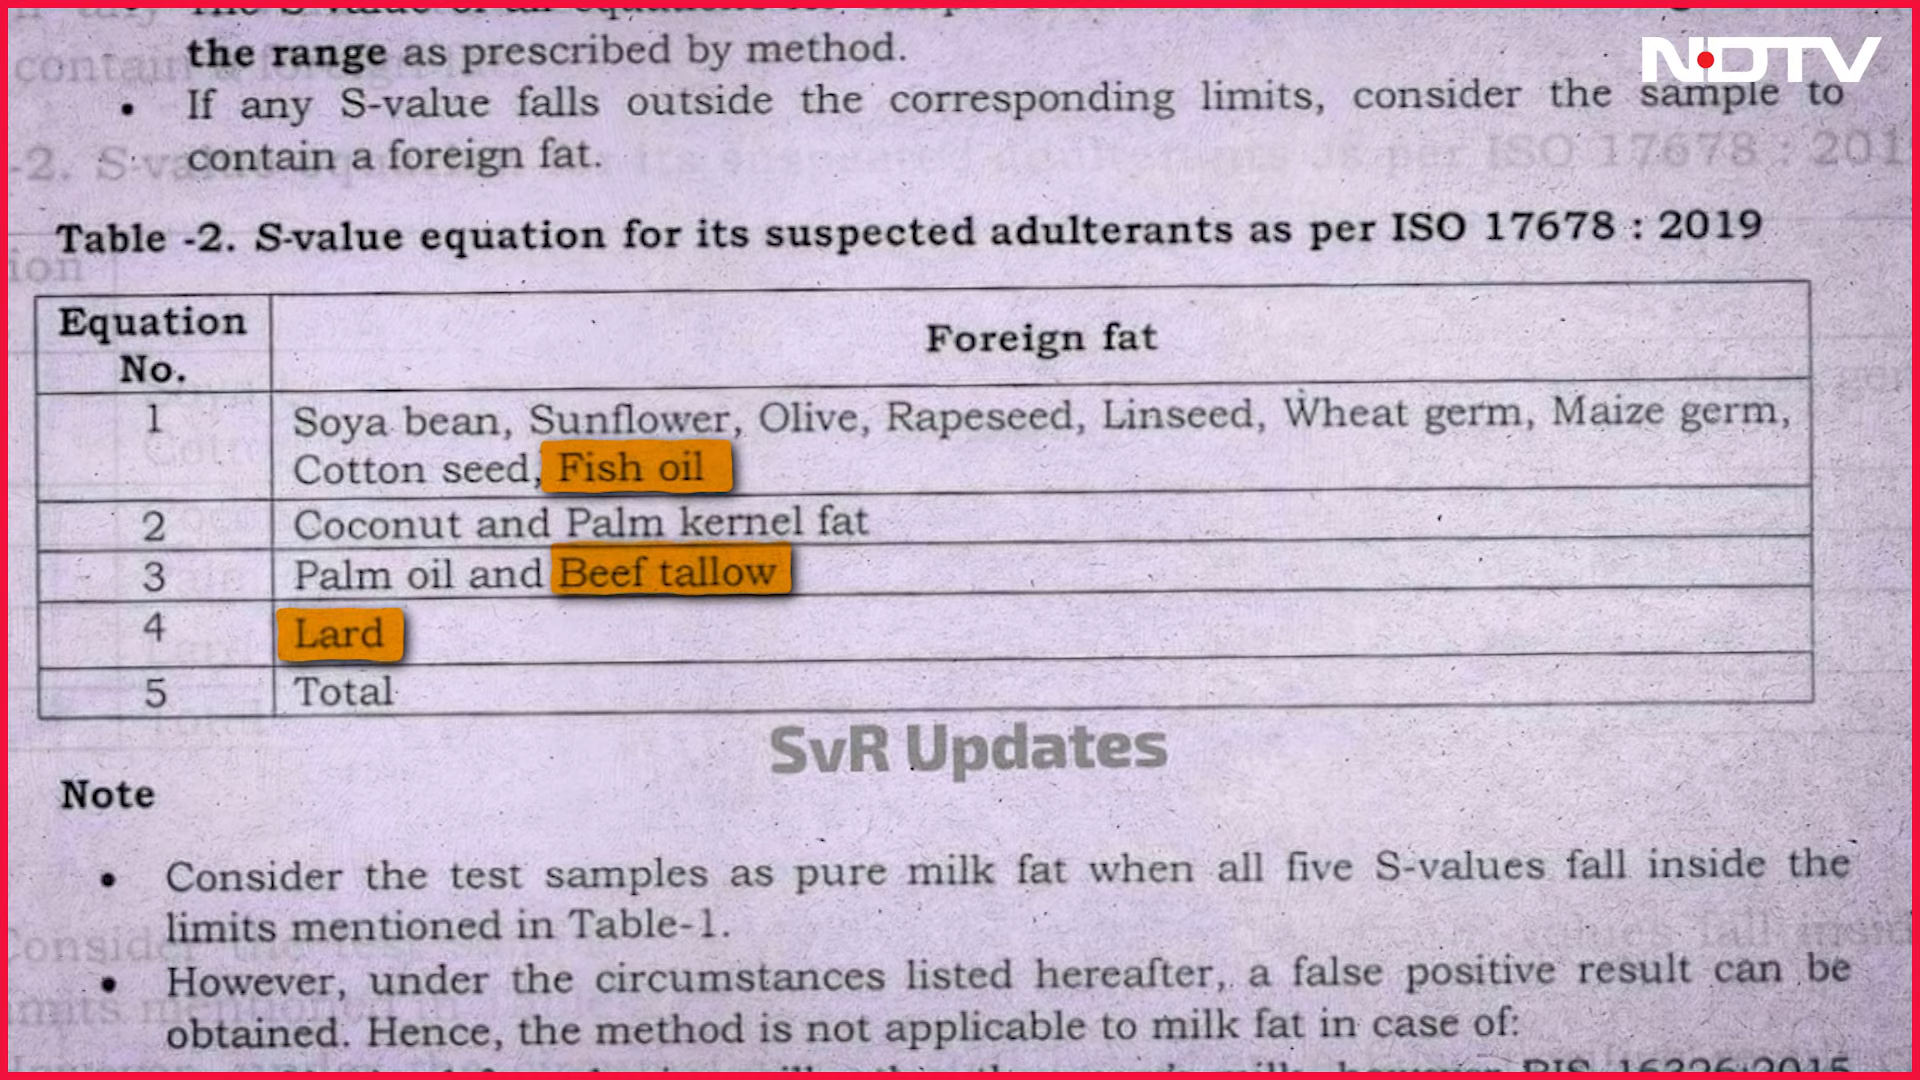 NDTV
the range as prescribed by method.
• If any S-value falls outside the corresponding limits, consider the sample to
contain a foreign fat.
Table -2. S-value equation for its suspected adulterants as per ISO 17678 : 2019
Equation No. Foreign fat
1 Soya bean, Sunflower, Olive, Rapeseed, Linseed, Wheat germ, Maize germ,
Cotton seed, Fish oil
2 Coconut and Palm kernel fat
3 Palm oil and Beef tallow
4 Lard
5 Total
SvR Updates
Note
• Consider the test samples as pure milk fat when all five S-values fall inside the
limits mentioned in Table-1.
• However, under the circumstances listed hereafter, a false positive result can be
obtained. Hence, the method is not applicable to milk fat in case of: